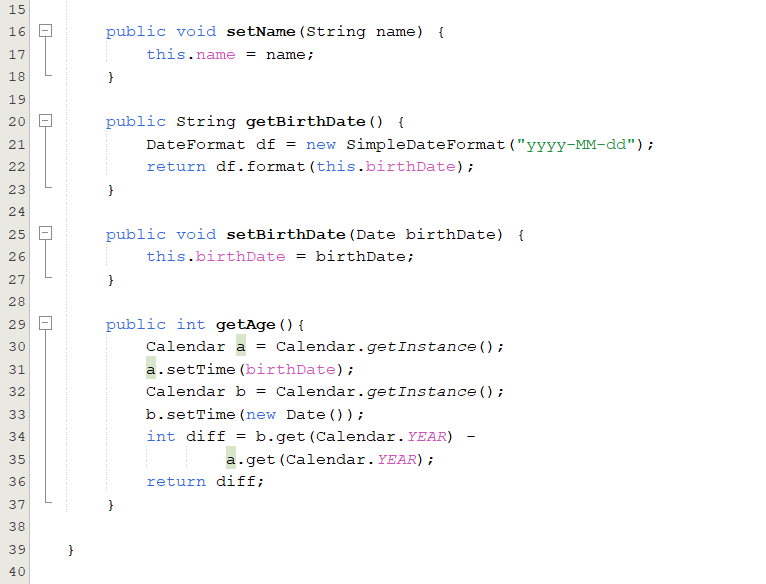 15
16 public void setName(String name) {
17 this.name = name;
18 }
19
20 public String getBirthDate() {
21 DateFormat df = new SimpleDateFormat("yyyy-MM-dd");
22 return df.format(this.birthDate);
23 }
24
25 public void setBirthDate(Date birthDate) {
26 this.birthDate = birthDate;
27 }
28
29 public int getAge(){
30 Calendar a = Calendar.getInstance();
31 a.setTime(birthDate);
32 Calendar b = Calendar.getInstance();
33 b.setTime(new Date());
34 int diff = b.get(Calendar.YEAR) -
35 a.get(Calendar.YEAR);
36 return diff;
37 }
38
39 }
40